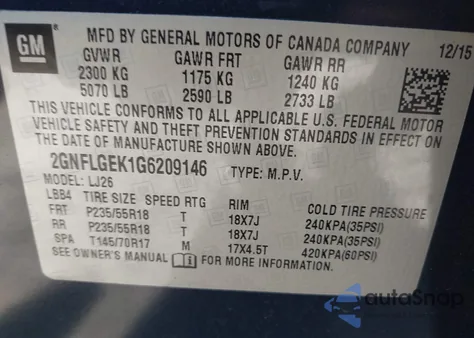 GM
MFD BY GENERAL MOTORS OF CANADA COMPANY 12/15
GVWR GAWR FRT GAWR RR
2300 KG 1175 KG 1240 KG
5070 LB 2590 LB 2733 LB
THIS VEHICLE CONFORMS TO ALL APPLICABLE U.S. FEDERAL MOTOR
VEHICLE SAFETY AND THEFT PREVENTION STANDARDS IN EFFECT ON
THE DATE OF MANUFACTURE SHOWN ABOVE.
2GNFLGEK1G6209146 TYPE: M.P.V.
MODEL: LJ26
LBB4 TIRE SIZE SPEED RTG RIM COLD TIRE PRESSURE
FRT P235/55R18 T 18X7J 240KPA(35PSI)
RR P235/55R18 T 18X7J 240KPA(35PSI)
SPA T145/70R17 M 17X4.5T 420KPA(60PSI)
SEE OWNER'S MANUAL FOR MORE INFORMATION.
autoSnap